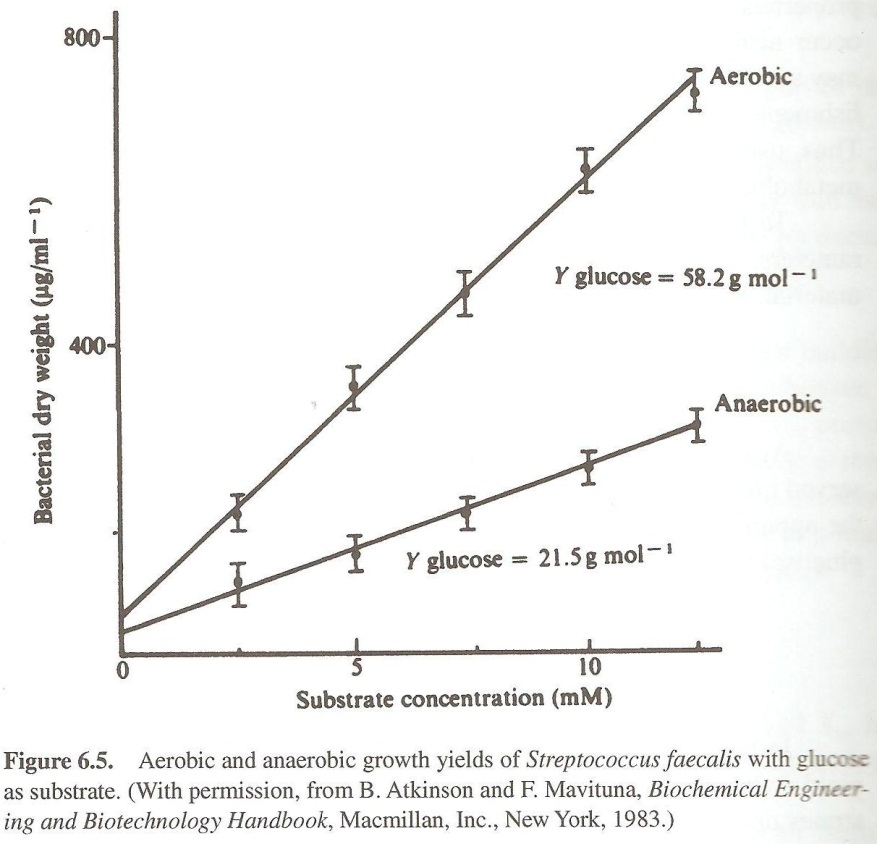 800
Aerobic
Y glucose = 58.2 g mol⁻¹
400
Anaerobic
Bacterial dry weight (μg/ml⁻¹)
Y glucose = 21.5 g mol⁻¹
0 5 10
Substrate concentration (mM)
Figure 6.5. Aerobic and anaerobic growth yields of Streptococcus faecalis with glucose
as substrate. (With permission, from B. Atkinson and F. Mavituna, Biochemical Engineer-
ing and Biotechnology Handbook, Macmillan, Inc., New York, 1983.)